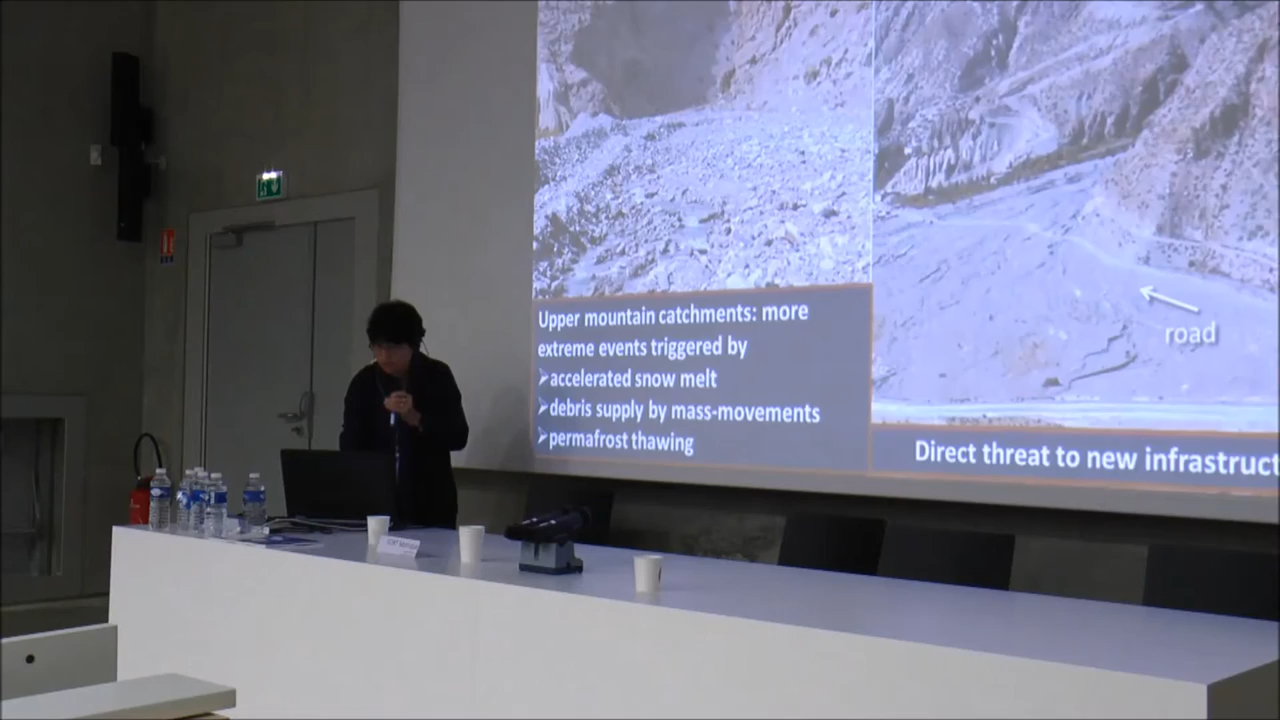 Upper mountain catchments: more
extreme events triggered by
➢accelerated snow melt
➢debris supply by mass-movements
➢permafrost thawing
road
Direct threat to new infrastruct